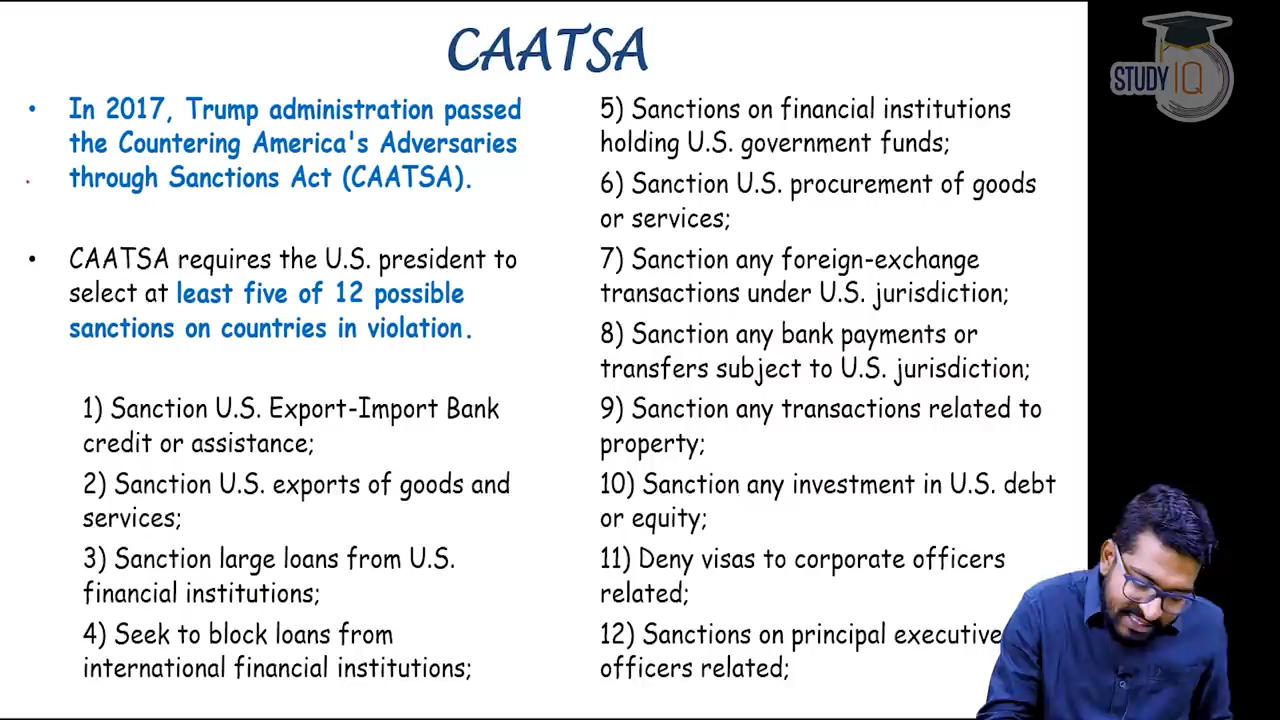 CAATSA
• In 2017, Trump administration passed
the Countering America's Adversaries
through Sanctions Act (CAATSA).
• CAATSA requires the U.S. president to
select at least five of 12 possible
sanctions on countries in violation.
1) Sanction U.S. Export-Import Bank
credit or assistance;
2) Sanction U.S. exports of goods and
services;
3) Sanction large loans from U.S.
financial institutions;
4) Seek to block loans from
international financial institutions;
5) Sanctions on financial institutions
holding U.S. government funds;
6) Sanction U.S. procurement of goods
or services;
7) Sanction any foreign-exchange
transactions under U.S. jurisdiction;
8) Sanction any bank payments or
transfers subject to U.S. jurisdiction;
9) Sanction any transactions related to
property;
10) Sanction any investment in U.S. debt
or equity;
11) Deny visas to corporate officers
related;
12) Sanctions on principal executive
officers related;
STUDY IQ